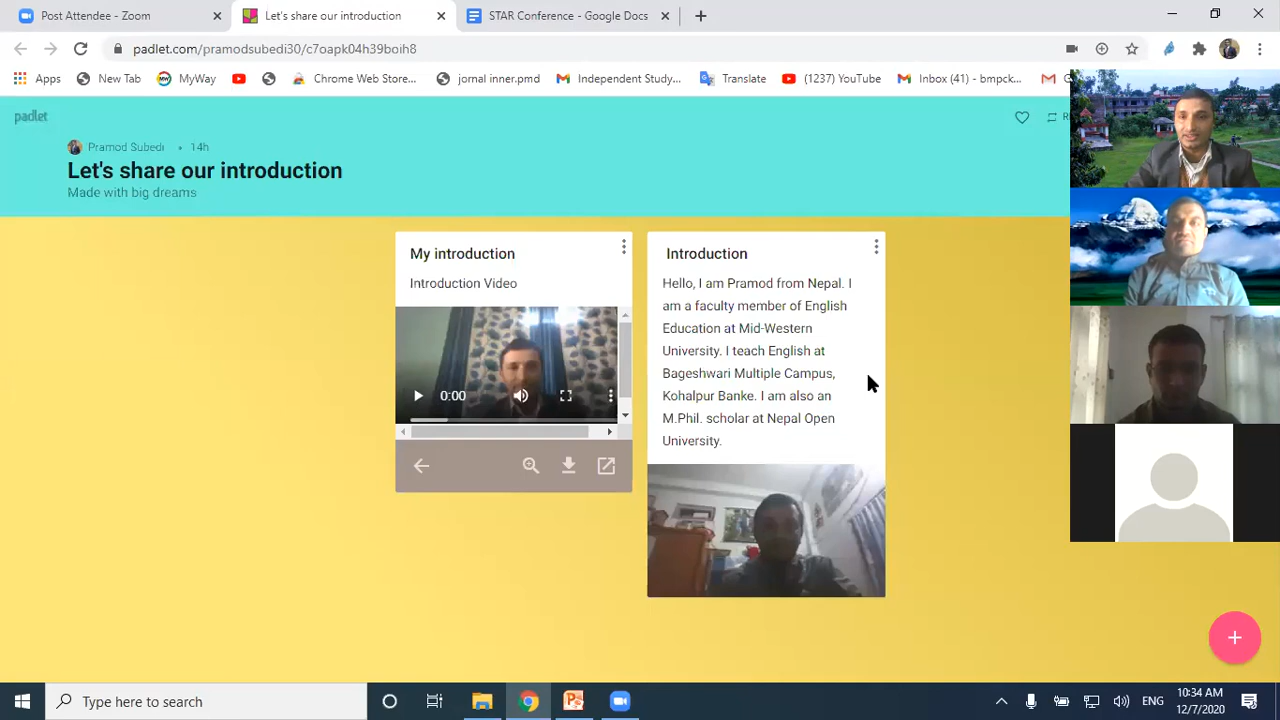 Post Attendee - Zoom
Let's share our introduction
STAR Conference - Google Docs
padlet.com/pramodsubedi30/c7oapk04h39boih8
Apps
New Tab
MyWay
Chrome Web Store...
jornal inner.pmd
Independent Study...
Translate
(1237) YouTube
Inbox (41) - bmpck...
padlet
Pramod Subedi
14h
Let's share our introduction
Made with big dreams
My introduction
Introduction Video
0:00
Introduction
Hello, I am Pramod from Nepal. I
am a faculty member of English
Education at Mid-Western
University. I teach English at
Bageshwari Multiple Campus,
Kohalpur Banke. I am also an
M.Phil. scholar at Nepal Open
University.
Type here to search
ENG
10:34 AM
12/7/2020